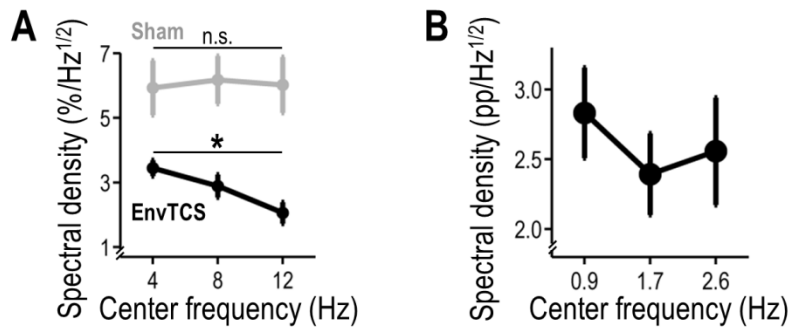 A
Sham
n.s.
Spectral density (%/Hz1/2)
7
5
3
1
*
EnvTCS
4 8 12
Center frequency (Hz)
B
Spectral density (pp/Hz1/2)
3.0
2.5
2.0
0.9 1.7 2.6
Center frequency (Hz)